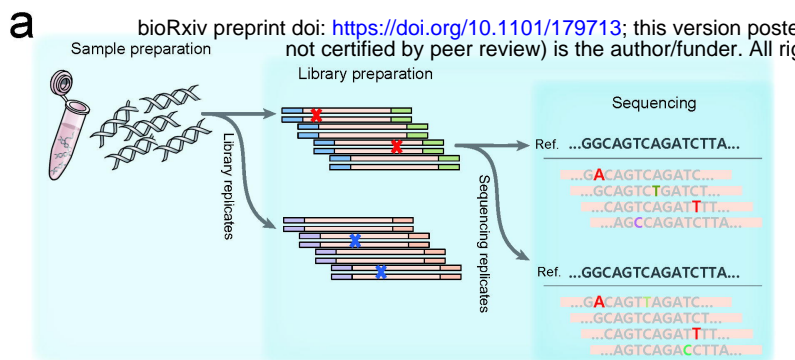 a
bioRxiv preprint doi: https://doi.org/10.1101/179713; this version poste
not certified by peer review) is the author/funder. All rig
Sample preparation
Library preparation
Library replicates
Sequencing replicates
Sequencing
Ref. ...GGCAGTCAGATCTTA...
...GACAGTCAGATC...
...GCAGTCTGATCT...
...CAGTCAGATTTT...
...AGCCAGATCTTA...
Ref. ...GGCAGTCAGATCTTA...
...GACAGTTAGATC...
...GCAGTCAGATCT...
...CAGTCAGATTTT...
...AGTCAGACCTTA...